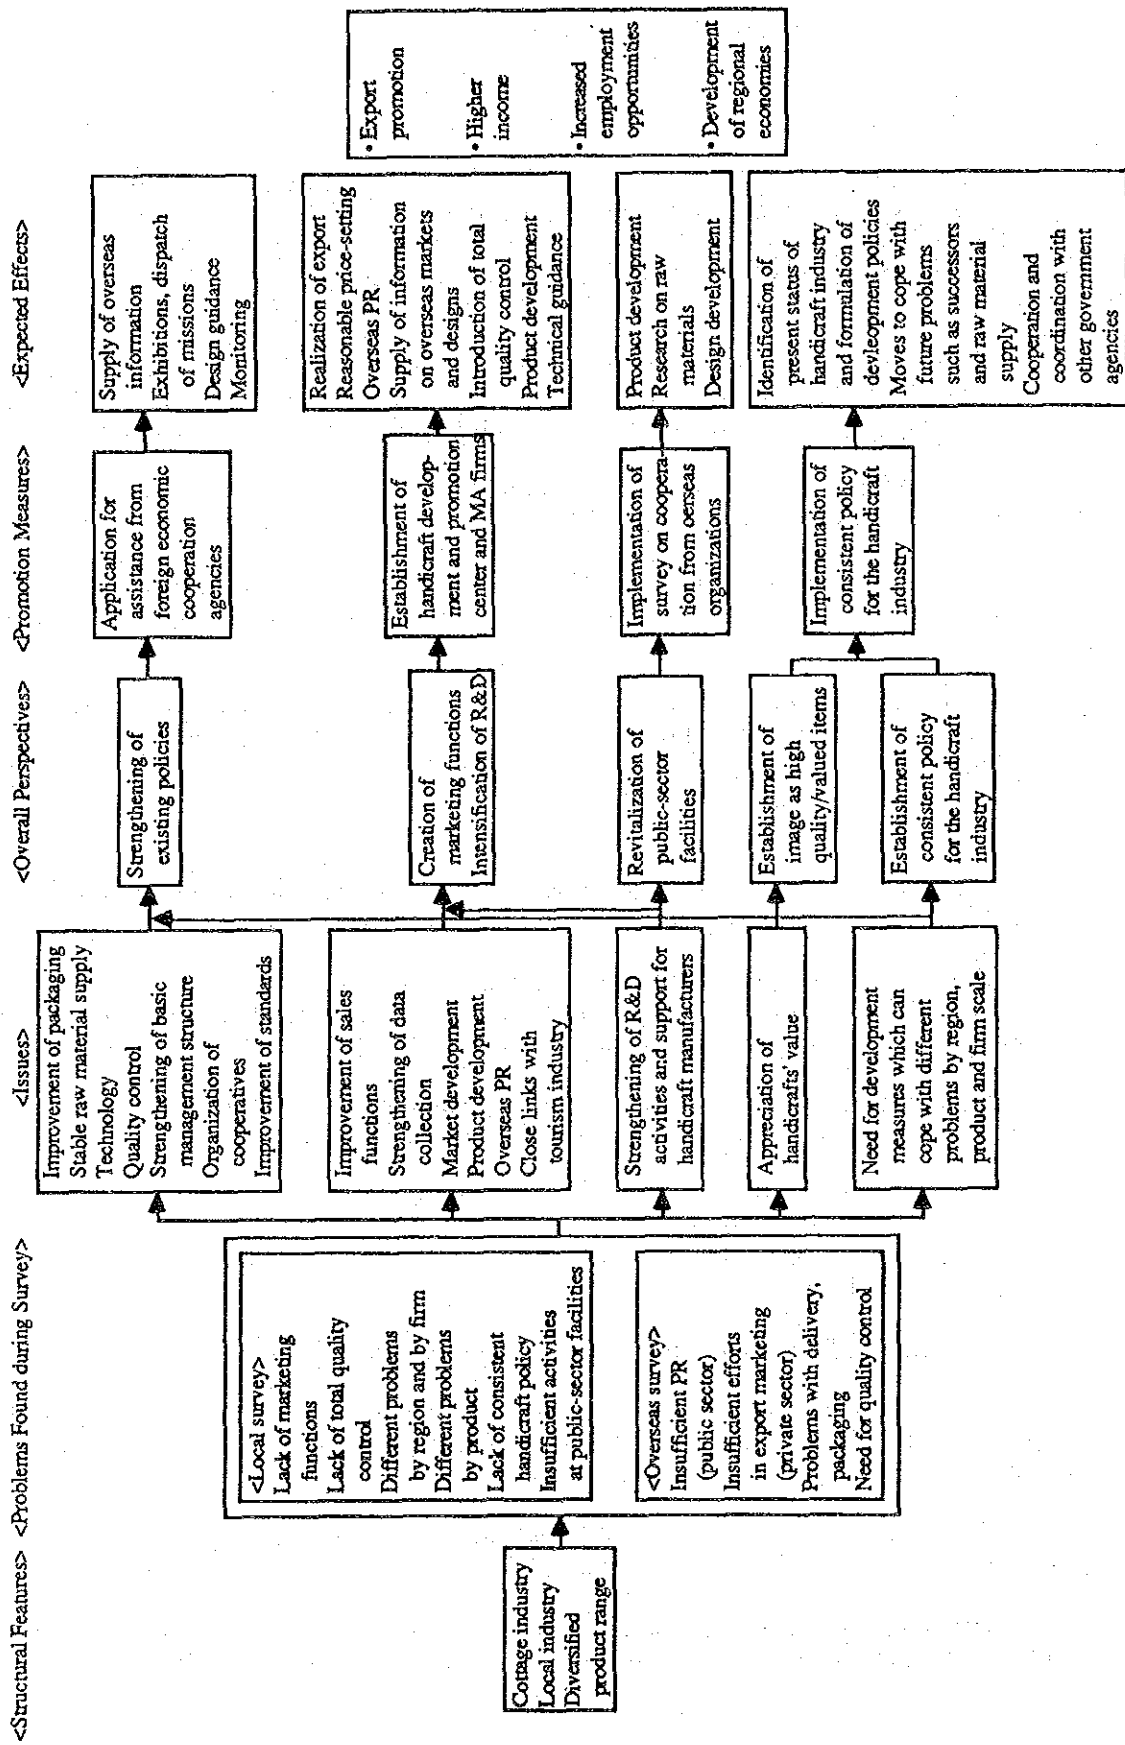 <Structural Features>
<Problems Found during Survey>
<Issues>
<Overall Perspectives>
<Promotion Measures>
<Expected Effects>
Cottage industry
Local industry
Diversified
product range
<Local survey>
Lack of marketing
functions
Lack of total quality
control
Different problems
by region and by firm
Different problems
by product
Lack of consistent
handicraft policy
Insufficient activities
at public-sector facilities
<Overseas survey>
Insufficient PR
(public sector)
Insufficient efforts
in export marketing
(private sector)
Problems with delivery,
packaging
Need for quality control
Improvement of packaging
Stable raw material supply
Technology
Quality control
Strengthening of basic
management structure
Organization of
cooperatives
Improvement of standards
Improvement of sales
functions
Strengthening of data
collection
Market development
Product development
Overseas PR
Close links with
tourism industry
Strengthening of R&D
activities and support for
handicraft manufacturers
Appreciation of
handicrafts' value
Need for development
measures which can
cope with different
problems by region,
product and firm scale
Strengthening of
existing policies
Creation of
marketing functions
Intensification of R&D
Revitalization of
public-sector
facilities
Establishment of
image as high
quality/valued items
Establishment of
consistent policy
for the handicraft
industry
Application for
assistance from
foreign economic
cooperation
agencies
Establishment of
handicraft develop-
ment and promotion
center and MA firms
Implementation of
survey on coopera-
tion from oerseas
organizations
Implementation of
consistent policy
for the handicraft
industry
Supply of overseas
information
Exhibitions, dispatch
of missions
Design guidance
Monitoring
Realization of export
Reasonable price-setting
Overseas PR
Supply of information
on overseas markets
and designs
Introduction of total
quality control
Product development
Technical guidance
Product development
Research on raw
materials
Design development
Identification of
present status of
handicraft industry
and formulation of
devleopment policies
Moves to cope with
future problems
such as successors
and raw material
supply
Cooperation and
coordination with
other government
agencies
• Export
promotion
• Higher
income
• Increased
employment
opportunities
• Development
of regional
economies